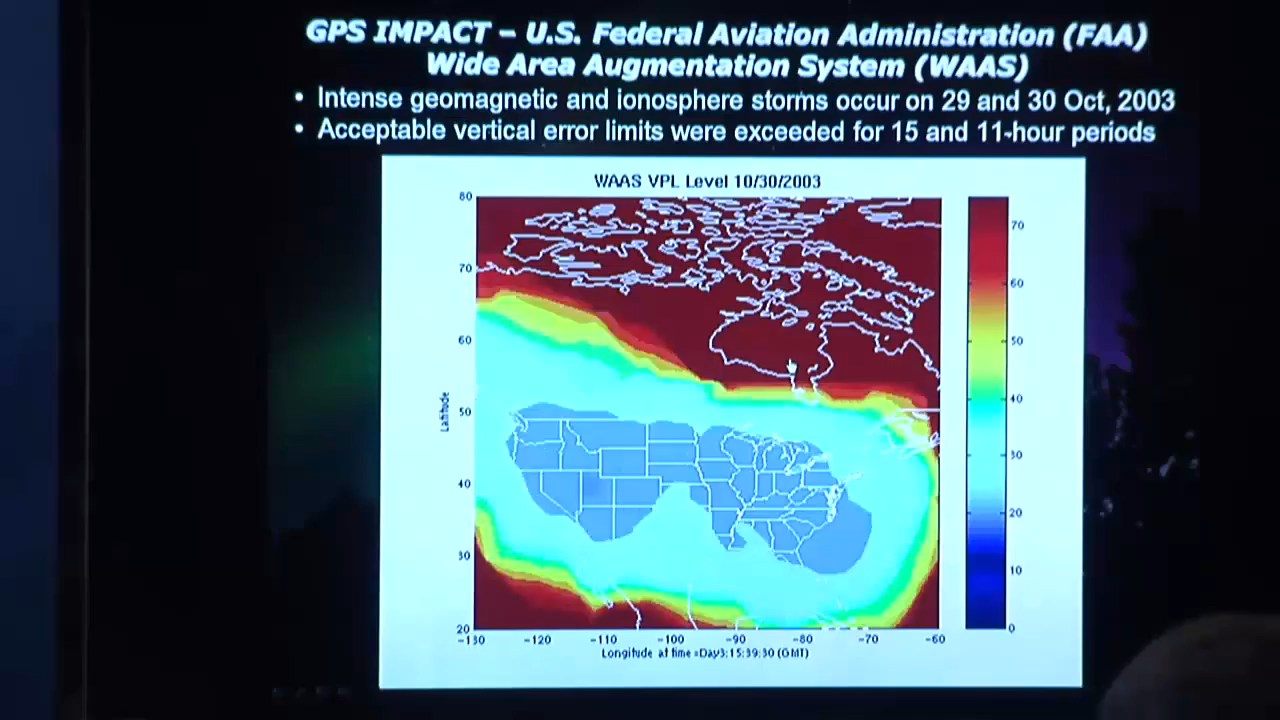 GPS IMPACT – U.S. Federal Aviation Administration (FAA)
Wide Area Augmentation System (WAAS)
• Intense geomagnetic and ionosphere storms occur on 29 and 30 Oct, 2003
• Acceptable vertical error limits were exceeded for 15 and 11-hour periods
WAAS VPL Level 10/30/2003
80
70
60
50
40
30
20
Latitude
70
60
50
40
30
20
10
0
-130 -120 -110 -100 -90 -80 -70 -60
Longitude at time =Day3:15:39:30 (GMT)